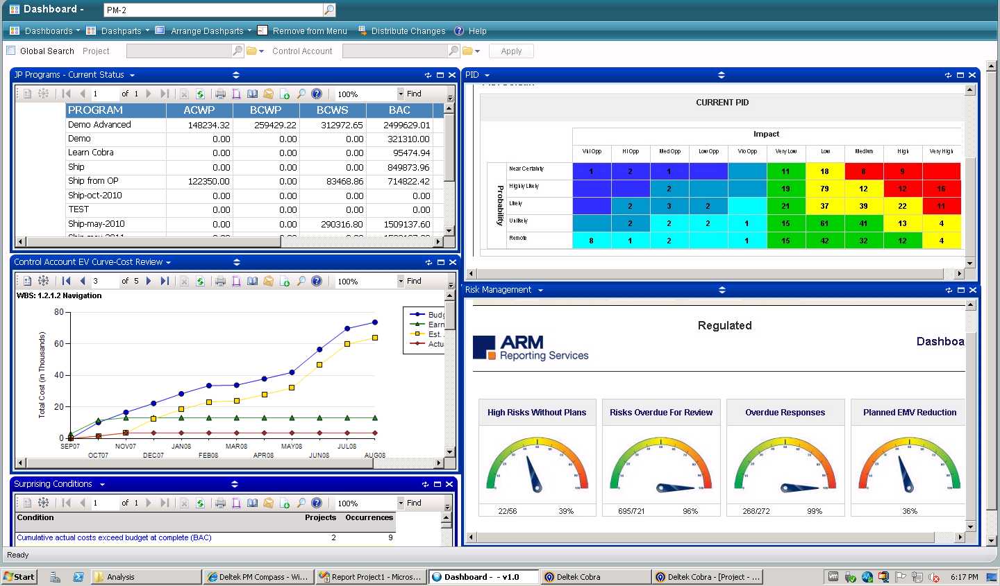 Dashboard - PM-2
Dashboards Dashparts Arrange Dashparts Remove from Menu Distribute Changes Help
Global Search Project Control Account Apply
JP Programs - Current Status
1 of 1 100% Find
PROGRAM ACWP BCWP BCWS BAC
Demo Advanced 148234.32 259429.22 312972.65 2499629.01
Demo 0.00 0.00 0.00 321310.00
Learn Cobra 0.00 0.00 0.00 95474.94
Ship 0.00 0.00 0.00 849873.96
Ship from OP 122350.00 0.00 83468.86 714822.42
Ship-oct-2010 0.00 0.00 0.00 0.00
TEST 0.00 0.00 0.00 0.00
Ship-may-2010 0.00 0.00 290316.80 1509137.60
PID
CURRENT PID
Impact
VHi Opp Hi Opp Med Opp Low Opp Vlo Opp Very Low Low Medium High Very High
Probability
Near Certainty 1 2 1 11 18 8 9
Highly Likely 2 19 79 12 12 16
Likely 2 3 2 21 37 39 22 11
Unlikely 2 2 2 1 15 61 41 13 4
Remote 8 1 2 1 15 42 32 12 4
Control Account EV Curve-Cost Review
3 of 5 100% Find
WBS: 1.2.1.2 Navigation
Total Cost (in Thousands)
80
60
40
20
0
SEP07 NOV07 JAN08 MAR08 MAY08 JUL08
OCT07 DEC07 FEB08 APR08 JUN08 AUG08
Budg
Earn
Est. 
Actu
Risk Management
Regulated
ARM
Reporting Services
Dashboa
High Risks Without Plans Risks Overdue For Review Overdue Responses Planned EMV Reduction
22/56 39% 695/721 96% 268/272 99% 36%
Surprising Conditions
1 of 1 100% Find
Condition Projects Occurrences
Cumulative actual costs exceed budget at complete (BAC) 2 9
Ready
Start Analysis Deltek PM Compass - Wi... Report Project1 - Micros... Dashboard - - v1.0 Deltek Cobra Deltek Cobra - [Project - ... 6:17 PM